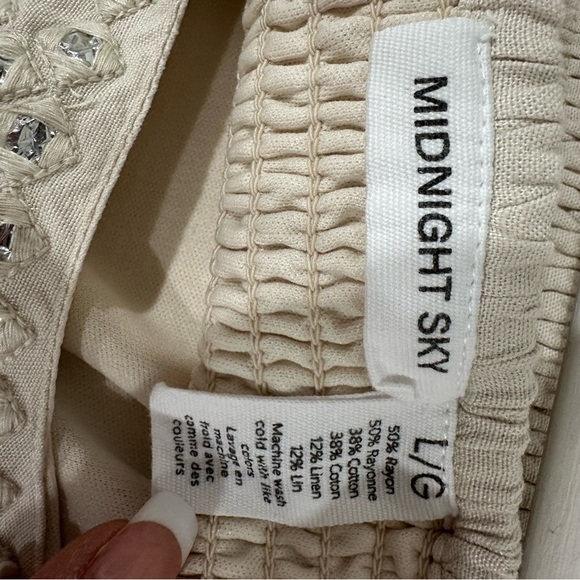 MIDNIGHT SKY
L/G
50% Rayon
50% Rayonne
38% Cotton
38% Coton
12% Linen
12% Lin
Machine wash
cold with like
colors
Lavage en
machine
froid avec
comme des
couleurs